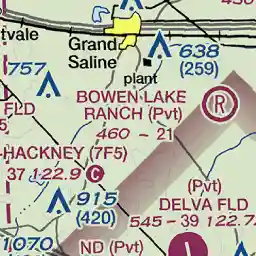 tvale
Grand
Saline
638
(259)
757
plant
BOWEN LAKE
RANCH (Pvt)
460 - 21
R
FLD
5
-HACKNEY (7F5)
37 122.9 C
915
(420)
(Pvt)
DELVA FLD
545 - 39 122.7
1070
ND (Pvt)